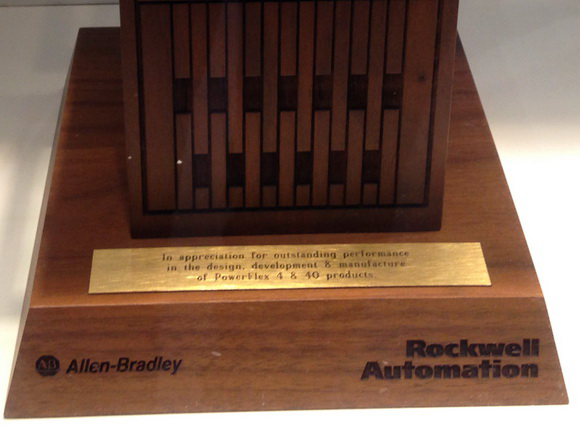 In appreciation for outstanding performance
in the design, development & manufacture
of PowerFlex 4 & 40 products.
AB Allen-Bradley
Rockwell
Automation